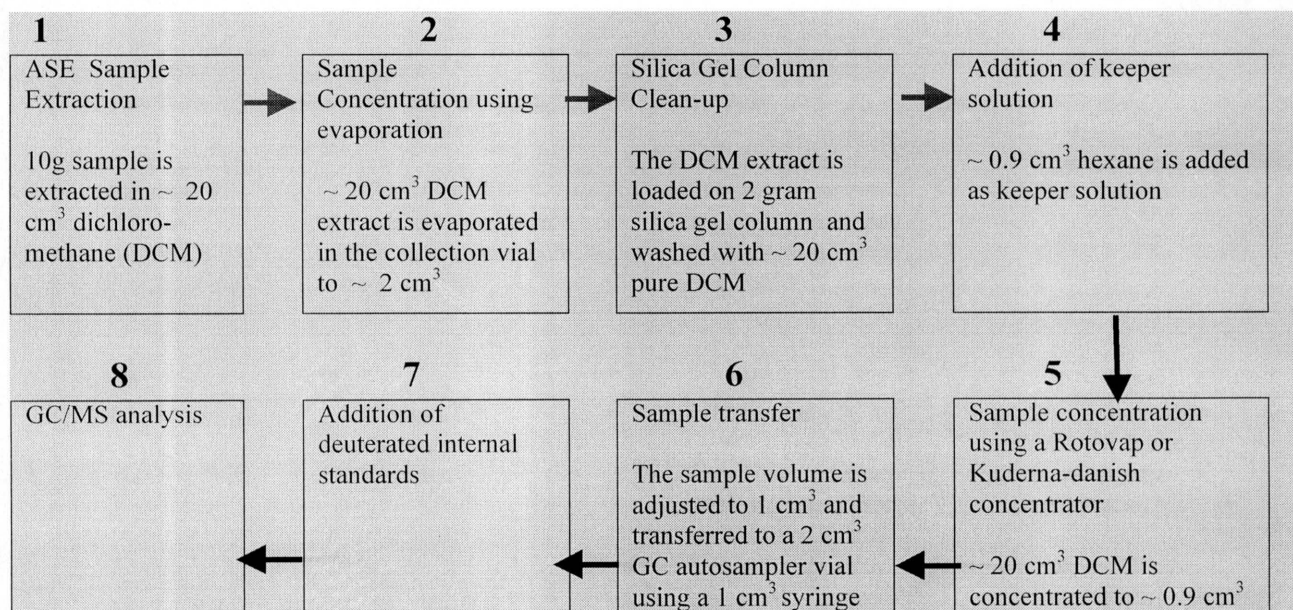 1
ASE Sample
Extraction
10g sample is
extracted in ~ 20
cm³ dichloro-
methane (DCM)
2
Sample
Concentration using
evaporation
~ 20 cm³ DCM
extract is evaporated
in the collection vial
to ~ 2 cm³
3
Silica Gel Column
Clean-up
The DCM extract is
loaded on 2 gram
silica gel column and
washed with ~ 20 cm³
pure DCM
4
Addition of keeper
solution
~ 0.9 cm³ hexane is added
as keeper solution
5
Sample concentration
using a Rotovap or
Kuderna-danish
concentrator
~ 20 cm³ DCM is
concentrated to ~ 0.9 cm³
6
Sample transfer
The sample volume is
adjusted to 1 cm³ and
transferred to a 2 cm³
GC autosampler vial
using a 1 cm³ syringe
7
Addition of
deuterated internal
standards
8
GC/MS analysis